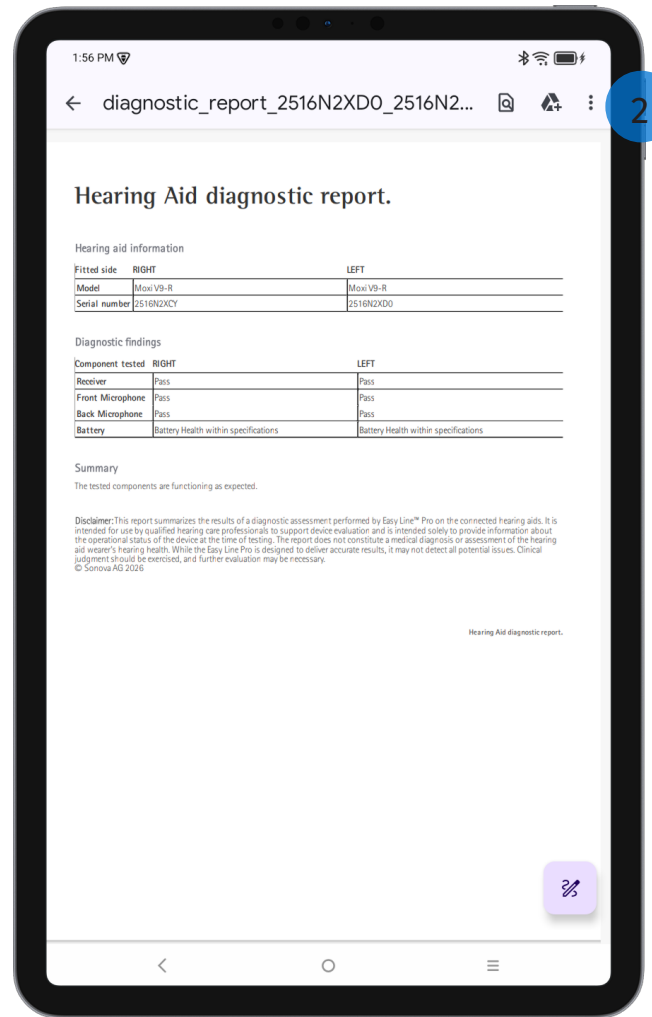 1:56 PM
diagnostic_report_2516N2XD0_2516N2...
2
Hearing Aid diagnostic report.
Hearing aid information
Fitted side RIGHT LEFT
Model Moxi V9-R Moxi V9-R
Serial number 2516N2XCY 2516N2XD0
Diagnostic findings
Component tested RIGHT LEFT
Receiver Pass Pass
Front Microphone Pass Pass
Back Microphone Pass Pass
Battery Battery Health within specifications Battery Health within specifications
Summary
The tested components are functioning as expected.
Disclaimer:This report summarizes the results of a diagnostic assessment performed by Easy Line™ Pro on the connected hearing aids. It is
intended for use by qualified hearing care professionals to support device evaluation and is intended solely to provide information about
the operational status of the device at the time of testing. The report does not constitute a medical diagnosis or assessment of the hearing
aid wearer's hearing health. While the Easy Line Pro is designed to deliver accurate results, it may not detect all potential issues. Clinical
judgment should be exercised, and further evaluation may be necessary.
© Sonova AG 2026
Hearing Aid diagnostic report.